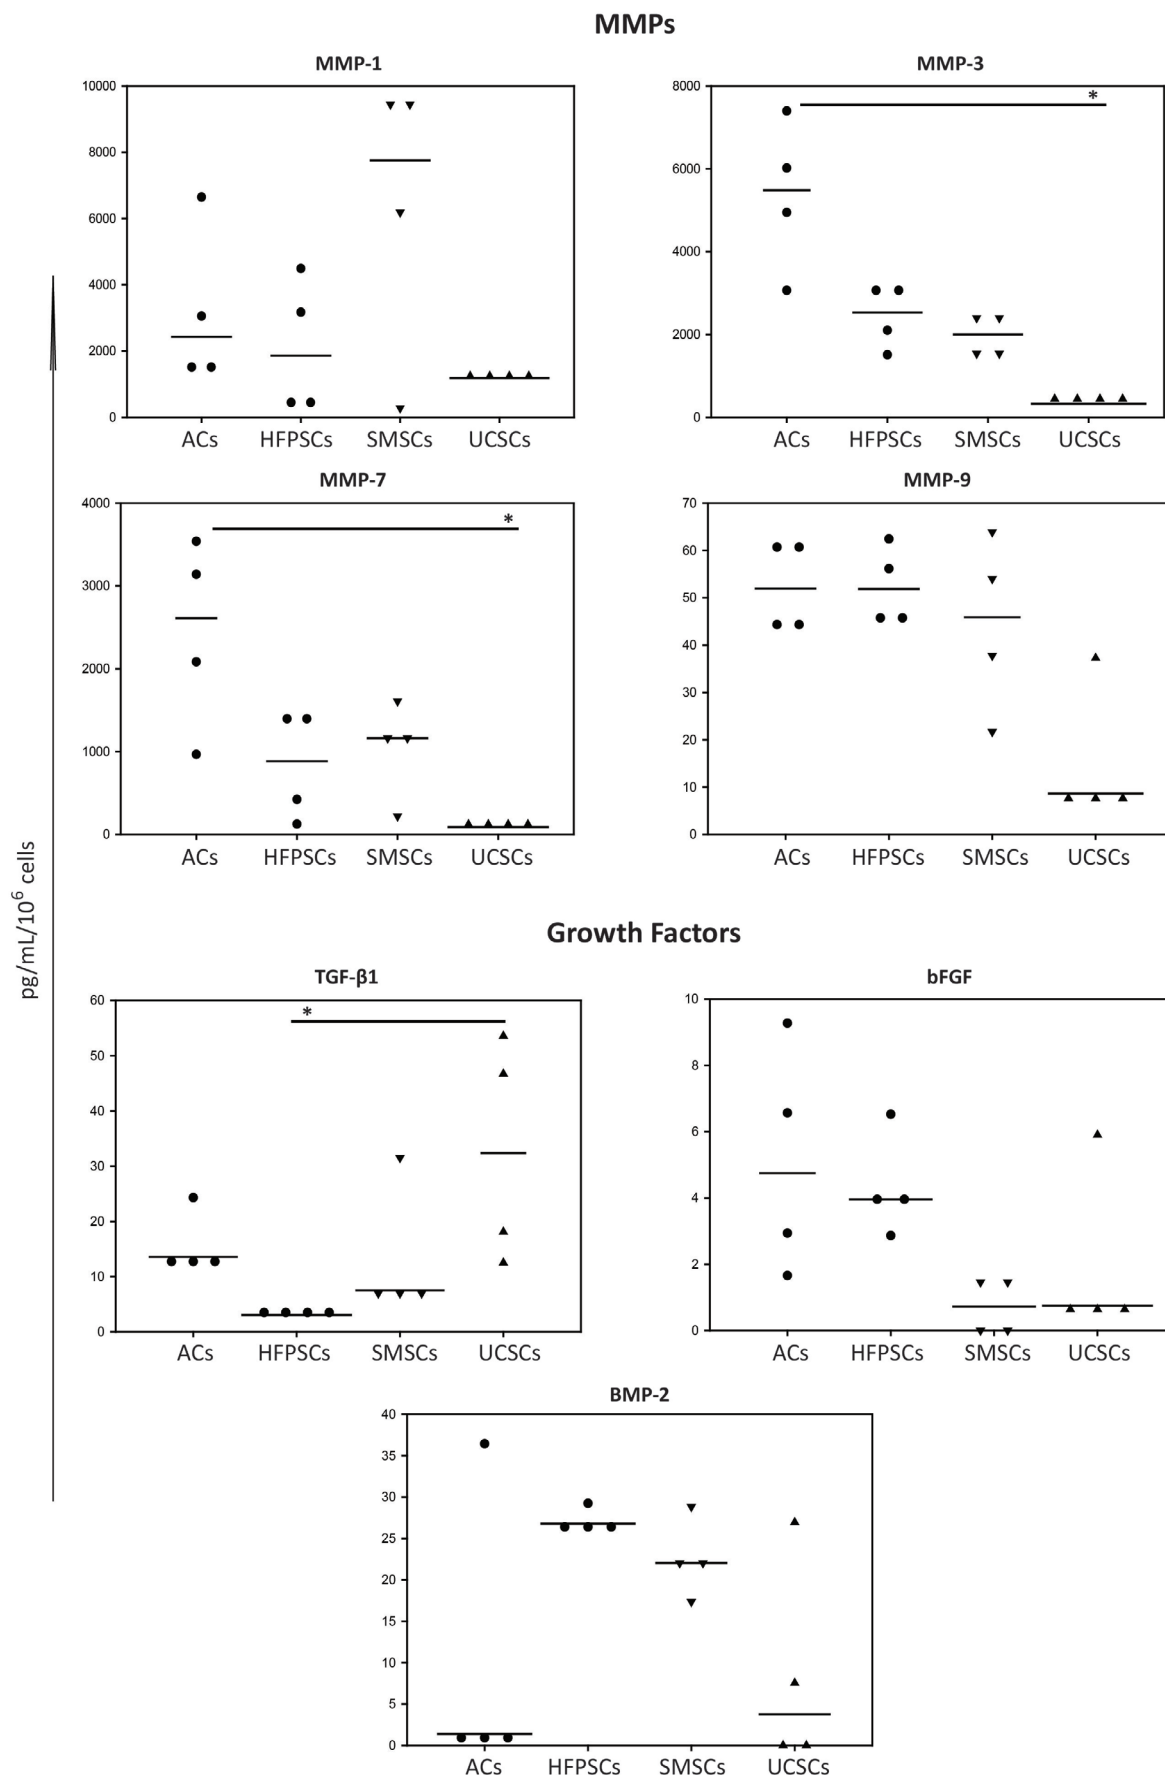 MMPs
MMP-1
10000
8000
6000
4000
2000
0
ACs HFPSCs SMSCs UCSCs
MMP-3
*
8000
6000
4000
2000
0
ACs HFPSCs SMSCs UCSCs
MMP-7
*
4000
3000
2000
1000
0
ACs HFPSCs SMSCs UCSCs
MMP-9
70
60
50
40
30
20
10
0
ACs HFPSCs SMSCs UCSCs
pg/mL/10⁶ cells
Growth Factors
TGF-β1
*
60
50
40
30
20
10
0
ACs HFPSCs SMSCs UCSCs
bFGF
10
8
6
4
2
0
ACs HFPSCs SMSCs UCSCs
BMP-2
40
35
30
25
20
15
10
5
0
ACs HFPSCs SMSCs UCSCs